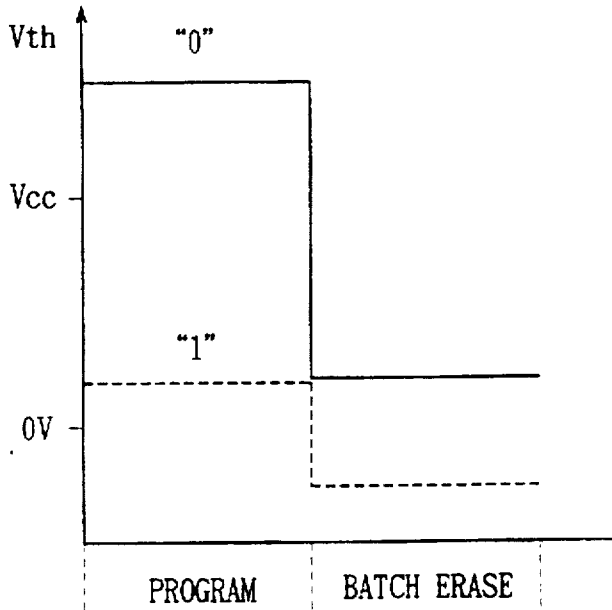 Vth
“0”
Vcc
“1”
0V
PROGRAM
BATCH ERASE